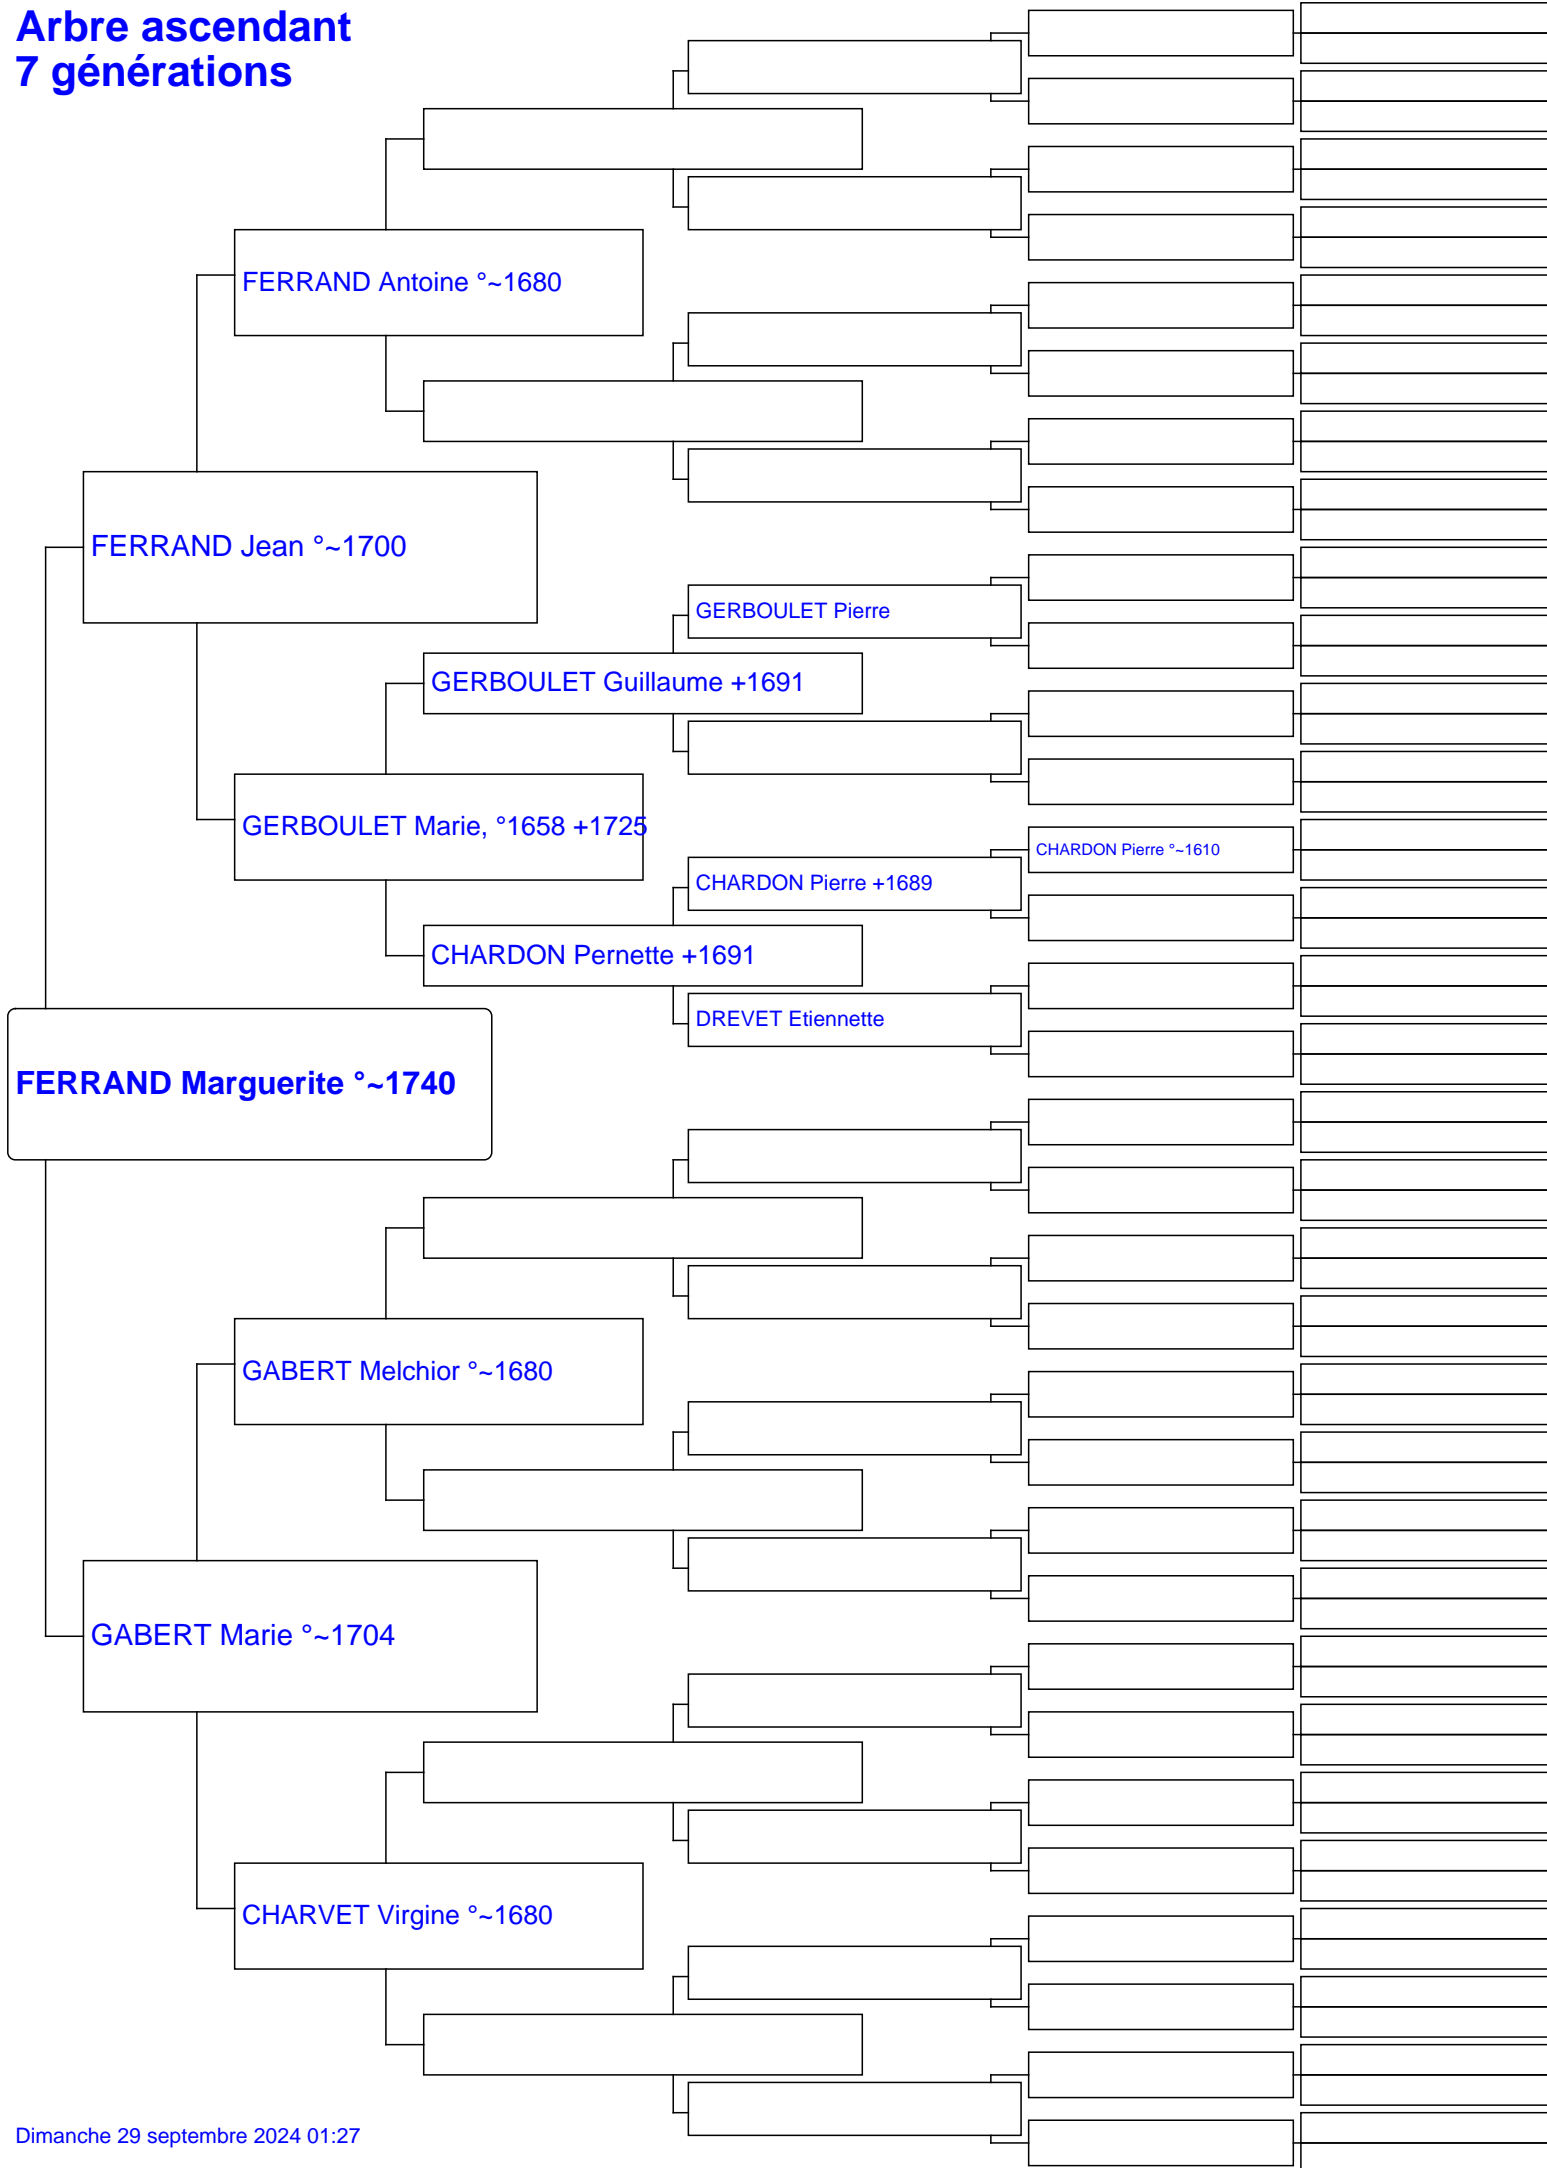 Arbre ascendant
7 générations
FERRAND Antoine °~1680
FERRAND Jean °~1700
GERBOULET Pierre
GERBOULET Guillaume +1691
GERBOULET Marie, °1658 +1725
CHARDON Pierre °~1610
CHARDON Pierre +1689
CHARDON Pernette +1691
DREVET Etiennette
FERRAND Marguerite °~1740
GABERT Melchior °~1680
GABERT Marie °~1704
CHARVET Virgine °~1680
Dimanche 29 septembre 2024 01:27